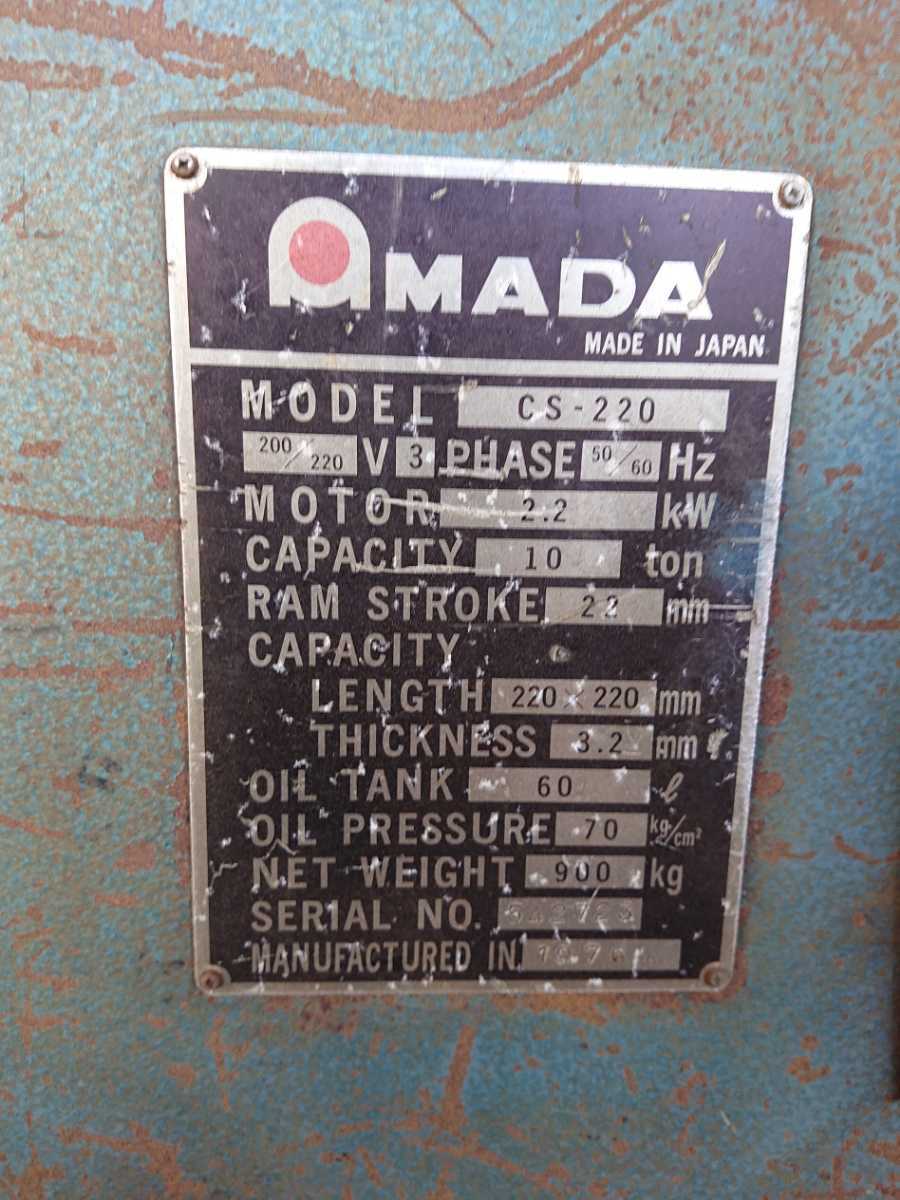 AMADA
MADE IN JAPAN
MODEL CS-220
200/220 V 3 PHASE 50/60 Hz
MOTOR 2.2 kW
CAPACITY 10 ton
RAM STROKE 22 mm
CAPACITY
LENGTH 220 × 220 mm
THICKNESS 3.2 mm
OIL TANK 60 ℓ
OIL PRESSURE 70 kg/cm²
NET WEIGHT 900 kg
SERIAL NO.
MANUFACTURED IN